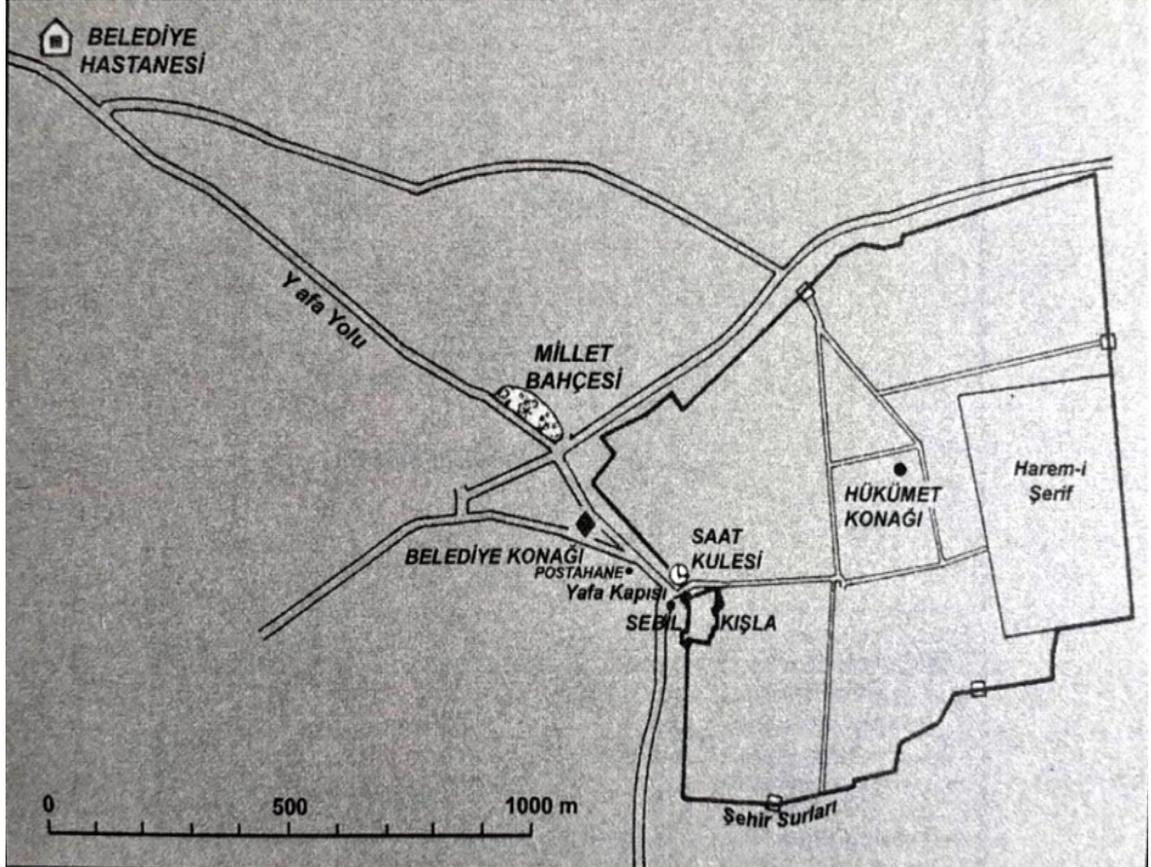 BELEDİYE
HASTANESİ
Yafa Yolu
MİLLET
BAHÇESİ
Harem-i
Şerif
HÜKÜMET
KONAĞI
SAAT
KULESİ
BELEDİYE KONAĞI
POSTAHANE
Yafa Kapısı
SEBİL
KIŞLA
Şehir Surları
0 500 1000 m